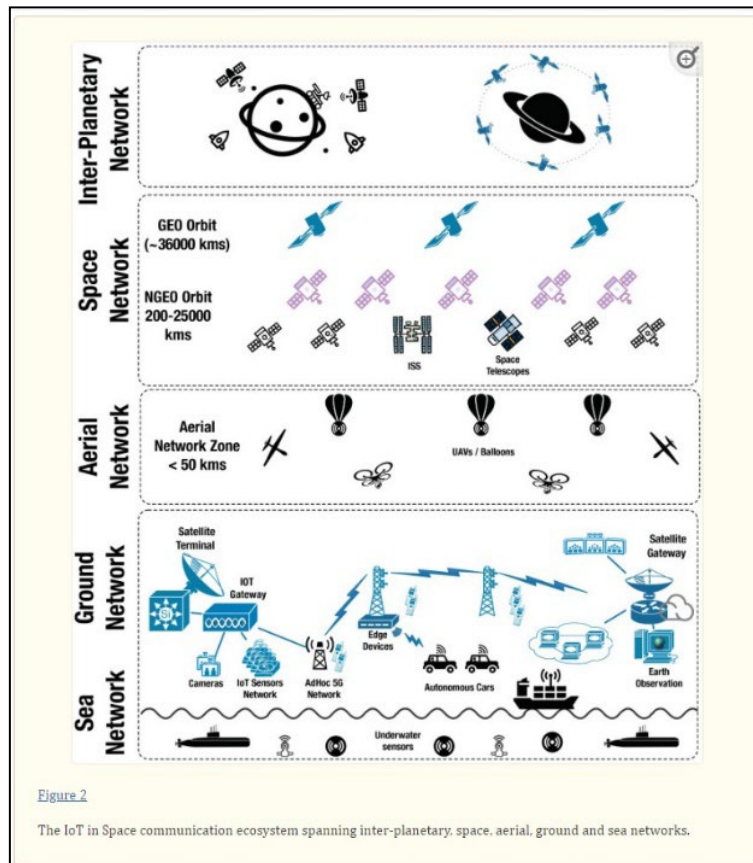 Inter-Planetary
Network
Space
Network
GEO Orbit
(~36000 kms)
NGEO Orbit
200-25000
kms
ISS
Space
Telescopes
Aerial
Network
Aerial
Network Zone
< 50 kms
UAVs / Balloons
Ground
Network
Satellite
Terminal
IOT
Gateway
SI
Cameras
IoT Sensors
Network
AdHoc 5G
Network
Edge
Devices
Autonomous Cars
Satellite
Gateway
Earth
Observation
Sea
Network
Underwater
sensors
Figure 2
The IoT in Space communication ecosystem spanning inter-planetary, space, aerial, ground and sea networks.